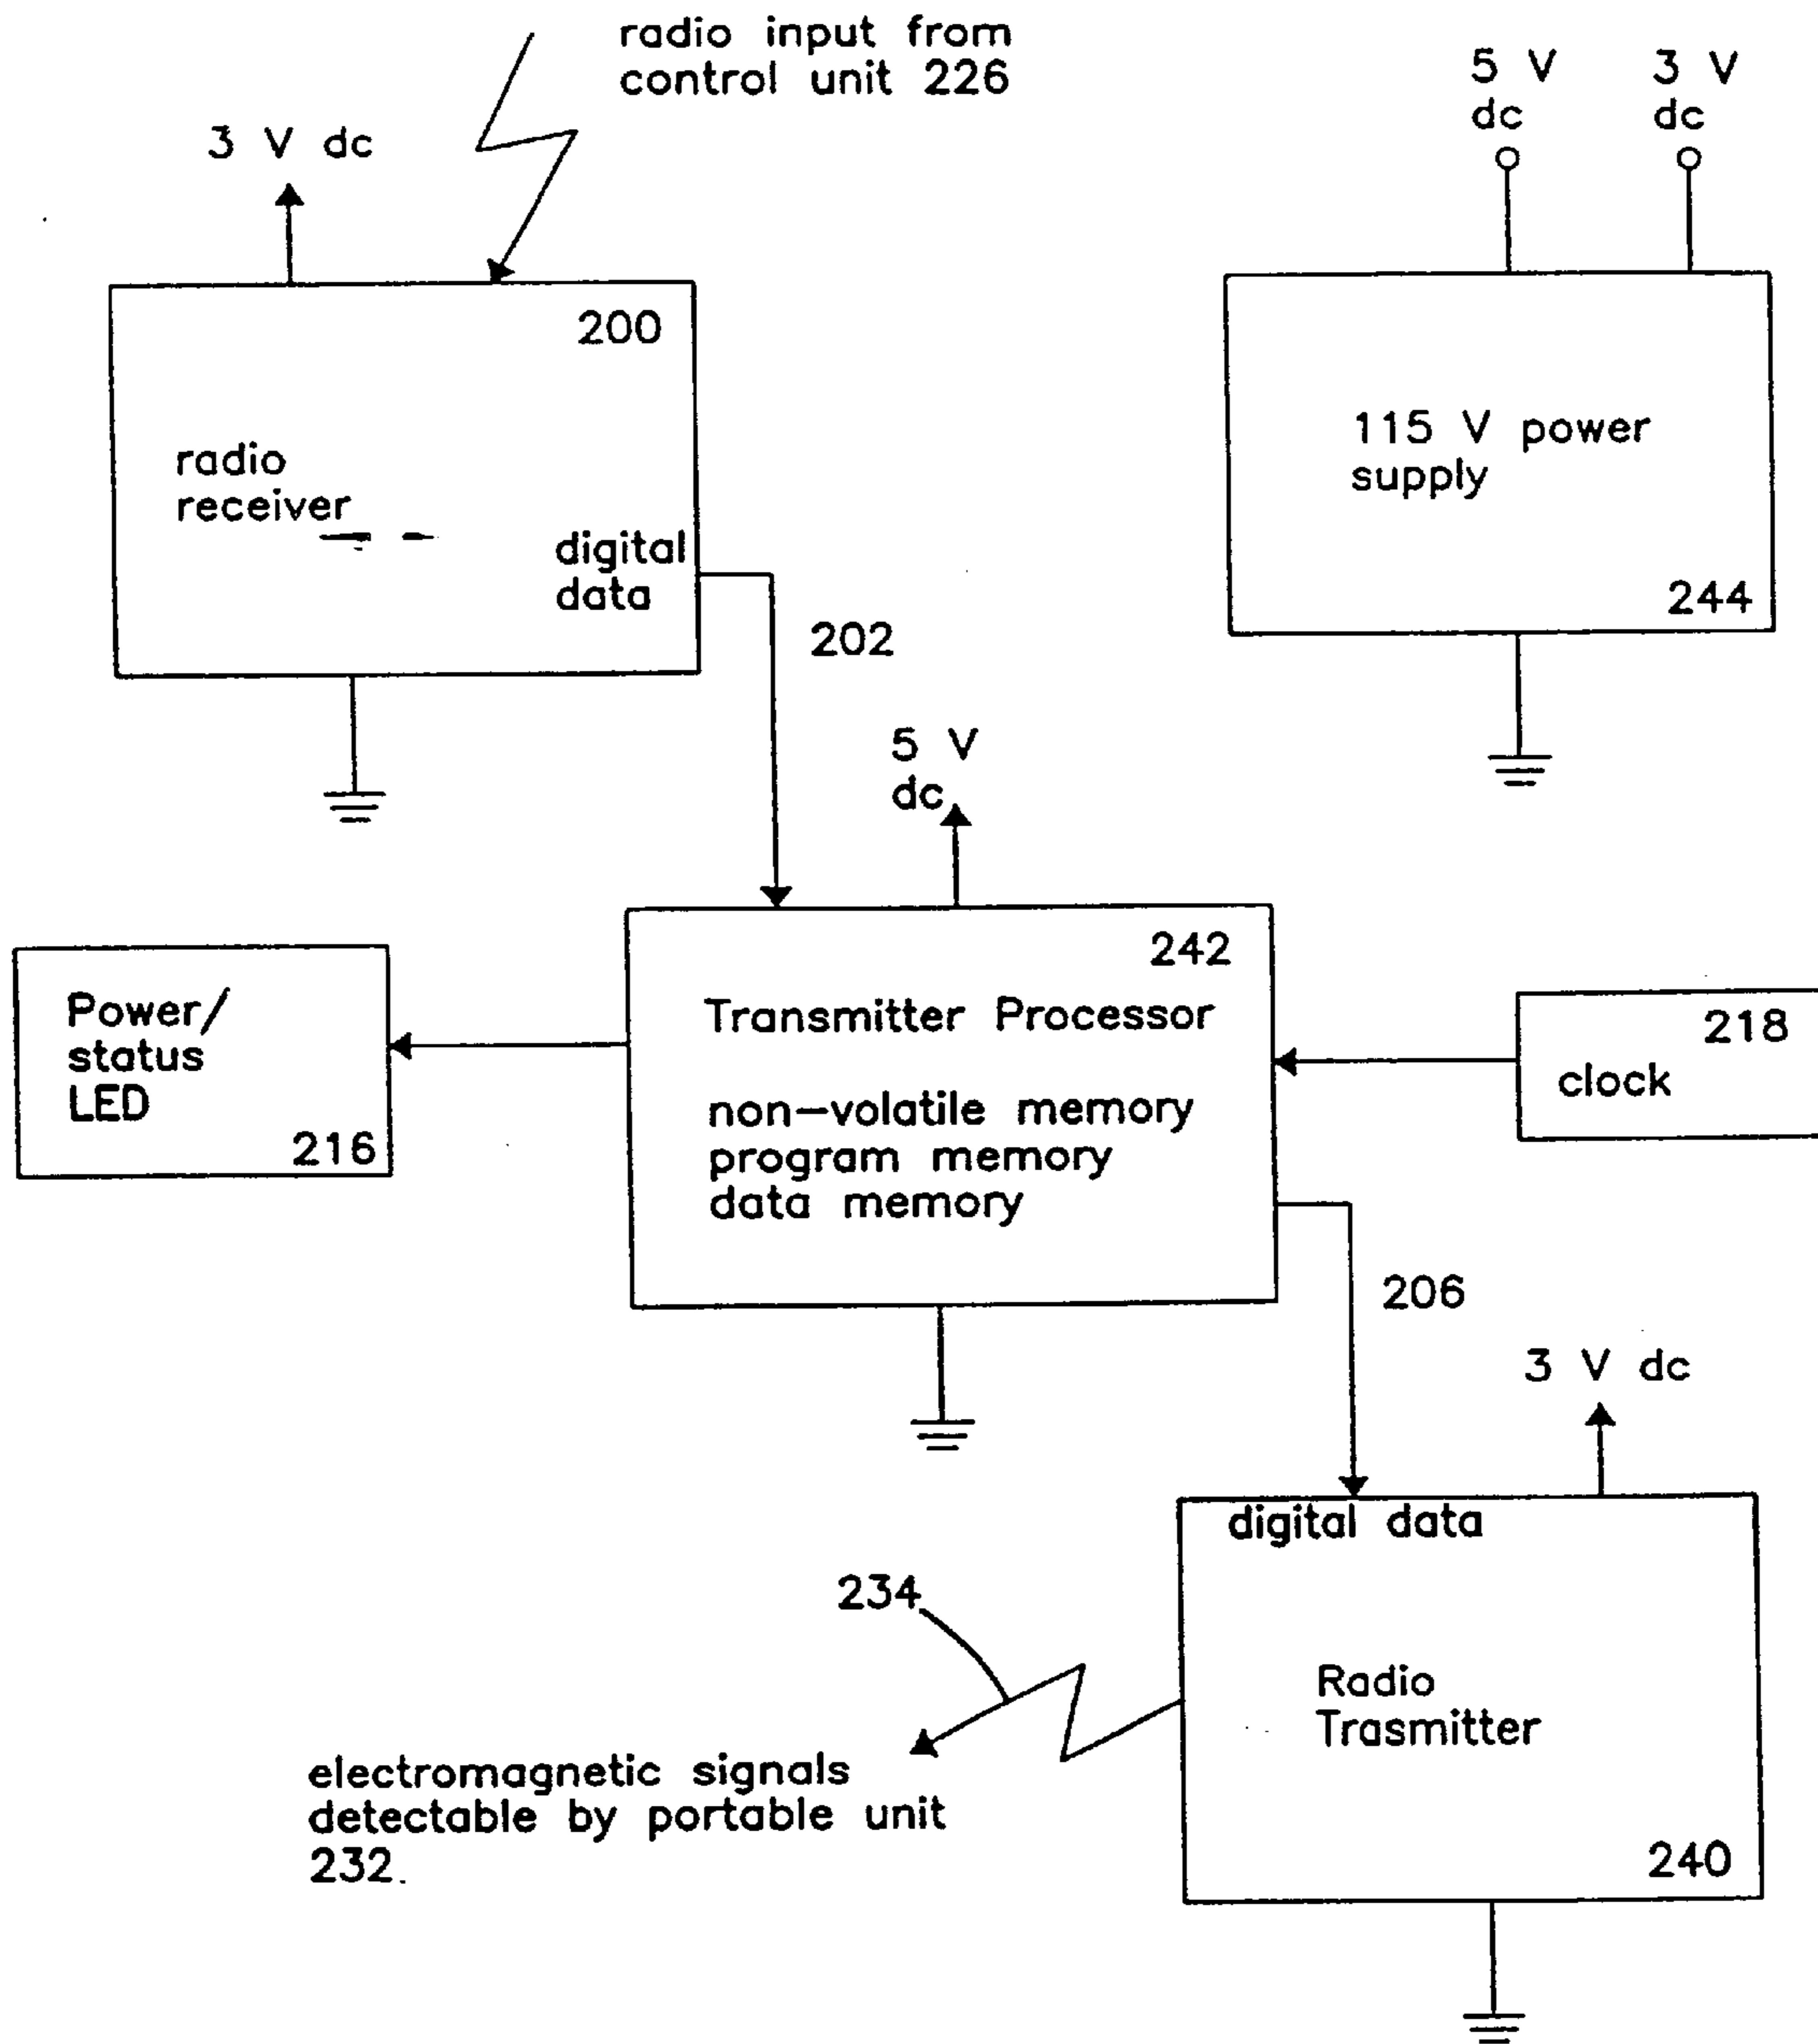 radio input from
control unit 226
3 V dc
5 V
dc
3 V
dc
200
radio
receiver
digital
data
202
115 V power
supply
244
5 V
dc
242
Transmitter Processor
non-volatile memory
program memory
data memory
Power/
status
LED
216
218
clock
206
3 V dc
digital data
234
Radio
Trasmitter
240
electromagnetic signals
detectable by portable unit
232.